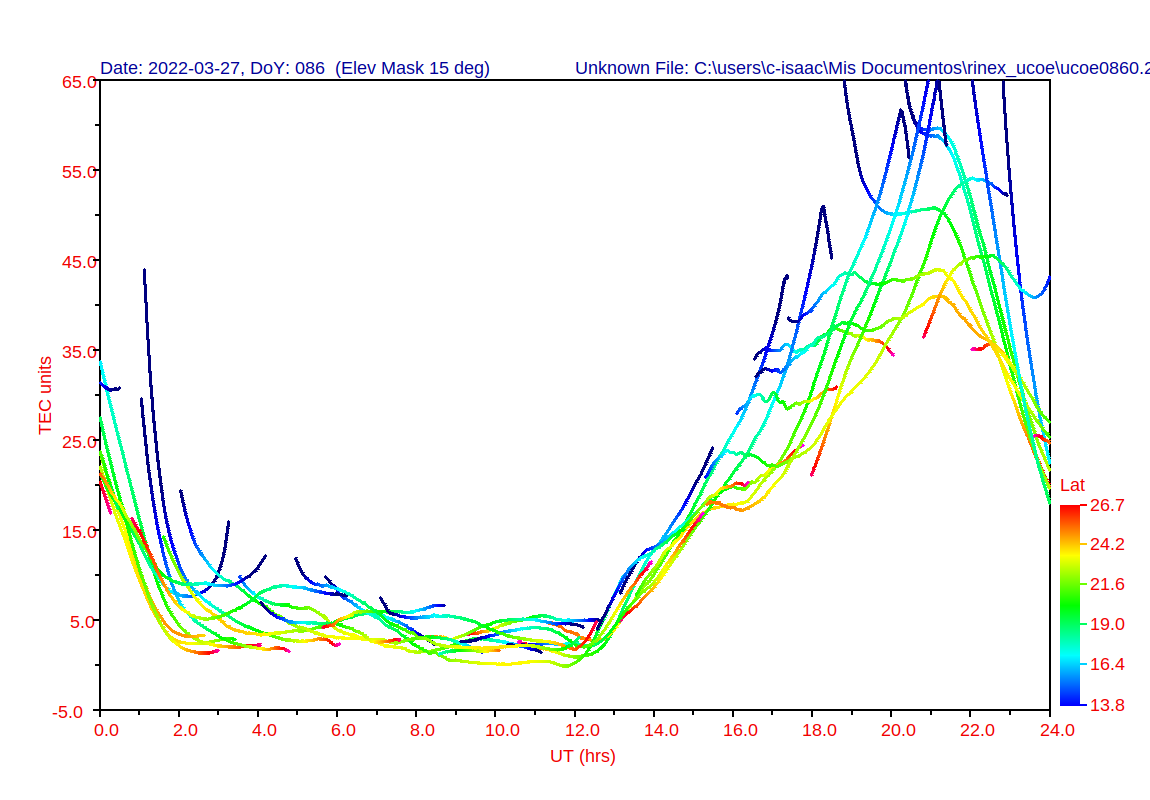 Date: 2022-03-27, DoY: 086  (Elev Mask 15 deg)
Unknown File: C:\users\c-isaac\Mis Documentos\rinex_ucoe\ucoe0860.2
65.0
55.0
45.0
35.0
25.0
15.0
5.0
-5.0
TEC units
0.0 2.0 4.0 6.0 8.0 10.0 12.0 14.0 16.0 18.0 20.0 22.0 24.0
UT (hrs)
Lat
26.7
24.2
21.6
19.0
16.4
13.8